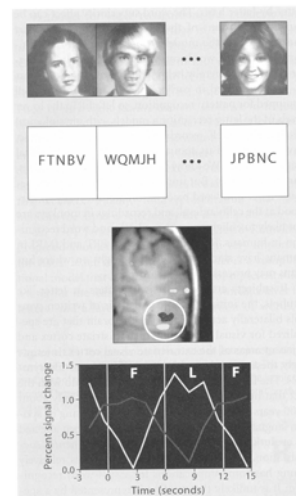 ...
FTNBV WQMJH ... JPBNC
F L F
Percent signal change
1.5
1.0
0.5
0.0
-3 0 3 6 9 12 15
Time (seconds)